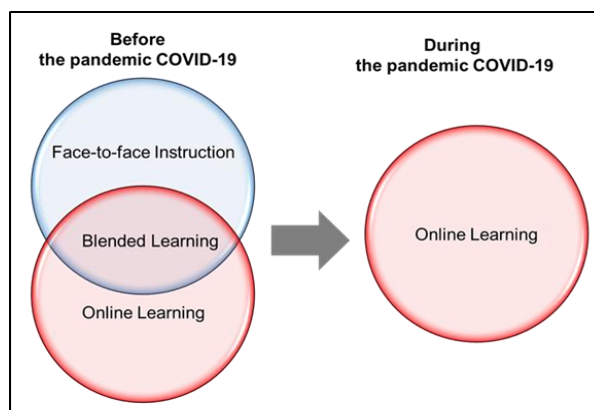 Before
the pandemic COVID-19
During
the pandemic COVID-19
Face-to-face Instruction
Blended Learning
Online Learning
Online Learning